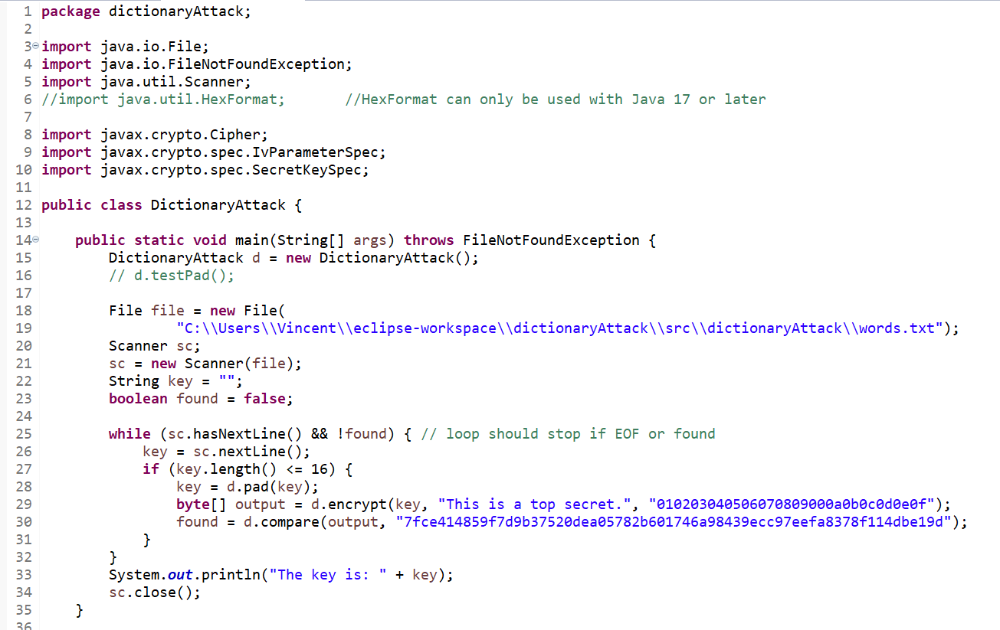 1 package dictionaryAttack;
2
3 import java.io.File;
4 import java.io.FileNotFoundException;
5 import java.util.Scanner;
6 //import java.util.HexFormat;       //HexFormat can only be used with Java 17 or later
7
8 import javax.crypto.Cipher;
9 import javax.crypto.spec.IvParameterSpec;
10 import javax.crypto.spec.SecretKeySpec;
11
12 public class DictionaryAttack {
13
14     public static void main(String[] args) throws FileNotFoundException {
15         DictionaryAttack d = new DictionaryAttack();
16         // d.testPad();
17
18         File file = new File(
19                 "C:\\Users\\Vincent\\eclipse-workspace\\dictionaryAttack\\src\\dictionaryAttack\\words.txt");
20         Scanner sc;
21         sc = new Scanner(file);
22         String key = "";
23         boolean found = false;
24
25         while (sc.hasNextLine() && !found) { // loop should stop if EOF or found
26             key = sc.nextLine();
27             if (key.length() <= 16) {
28                 key = d.pad(key);
29                 byte[] output = d.encrypt(key, "This is a top secret.", "010203040506070809000a0b0c0d0e0f");
30                 found = d.compare(output, "7fce414859f7d9b37520dea05782b601746a98439ecc97eefa8378f114dbe19d");
31             }
32         }
33         System.out.println("The key is: " + key);
34         sc.close();
35     }
36